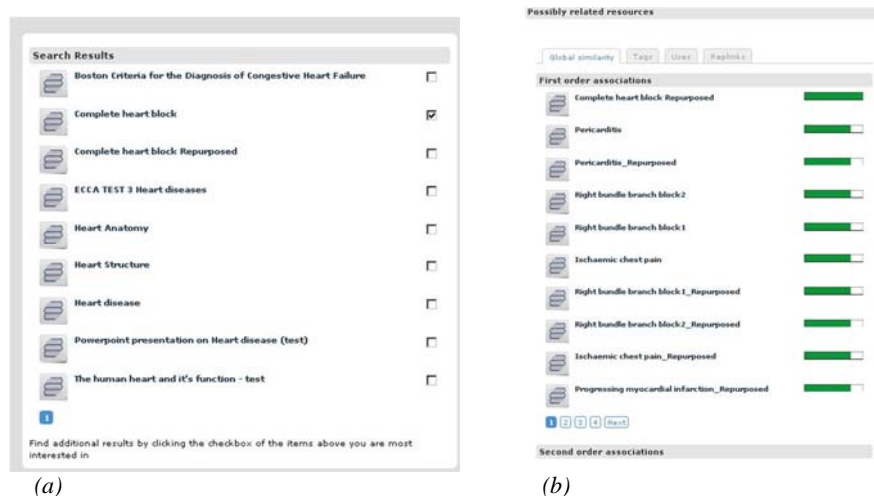 Search Results
Boston Criteria for the Diagnosis of Congestive Heart Failure
Complete heart block
Complete heart block Repurposed
ECCA TEST 3 Heart diseases
Heart Anatomy
Heart Structure
Heart disease
Powerpoint presentation on Heart disease (test)
The human heart and it's function - test
1
Find additional results by clicking the checkbox of the items above you are most
interested in
(a)
Possibly related resources
Global similarity Tags Uses Replinks
First order associations
Complete heart block Repurposed
Pericarditis
Pericarditis_Repurposed
Right bundle branch block2
Right bundle branch block1
Ischaemic chest pain
Right bundle branch block1_Repurposed
Right bundle branch block2_Repurposed
Ischaemic chest pain_Repurposed
Progressing myocardial infarction_Repurposed
1 2 3 4 Next
Second order associations
(b)